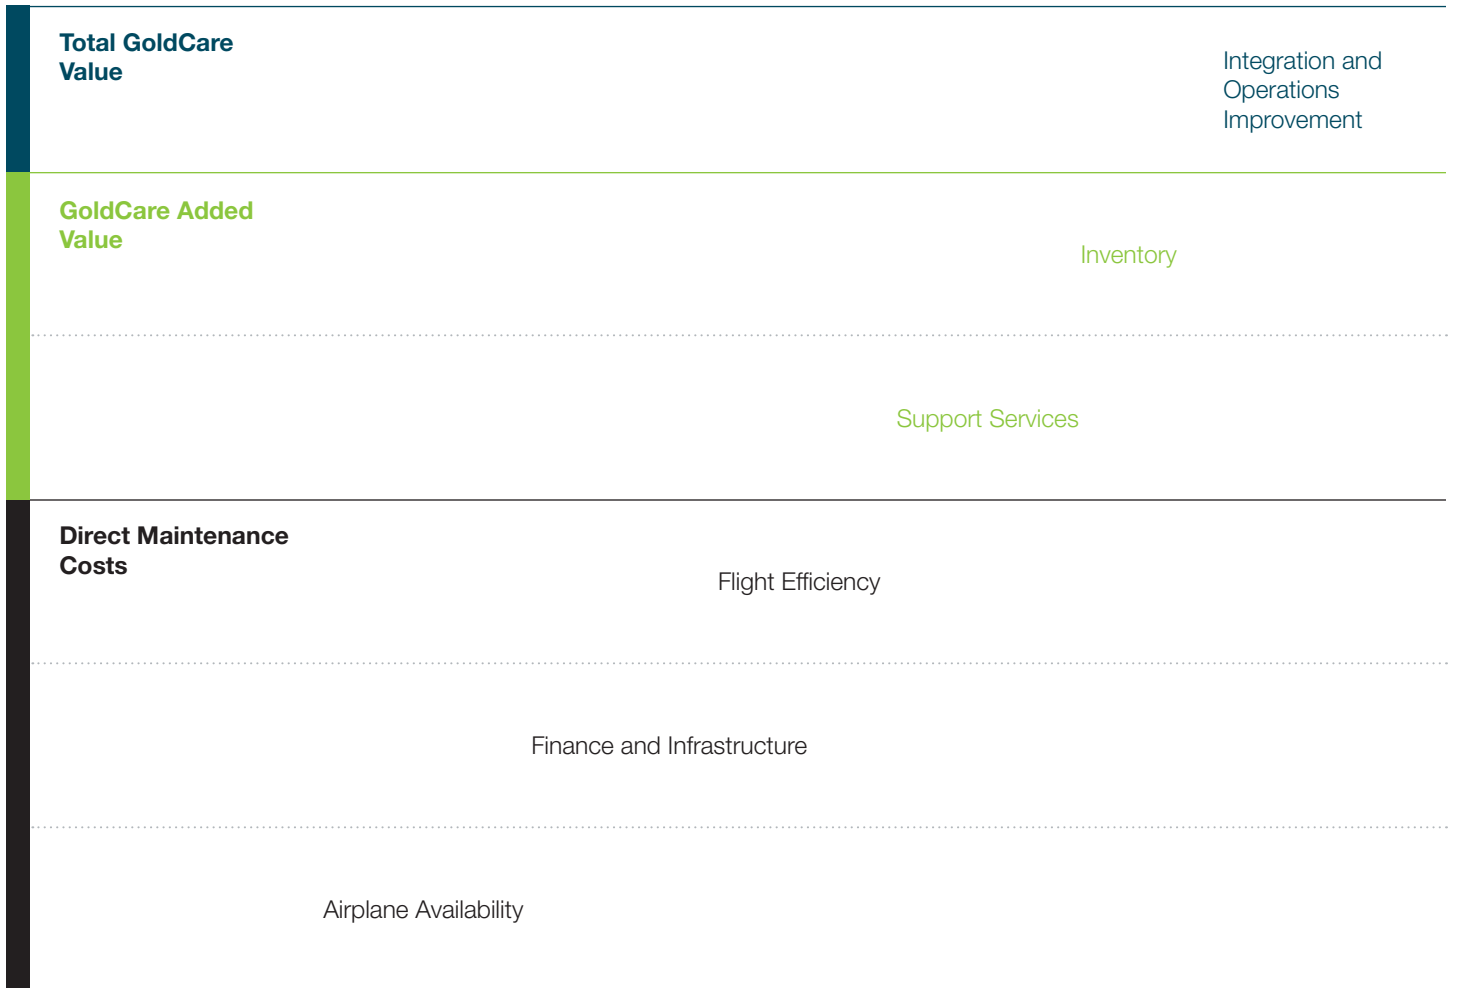 Total GoldCare
Value
Integration and
Operations
Improvement
GoldCare Added
Value
Inventory
Support Services
Direct Maintenance
Costs
Flight Efficiency
Finance and Infrastructure
Airplane Availability